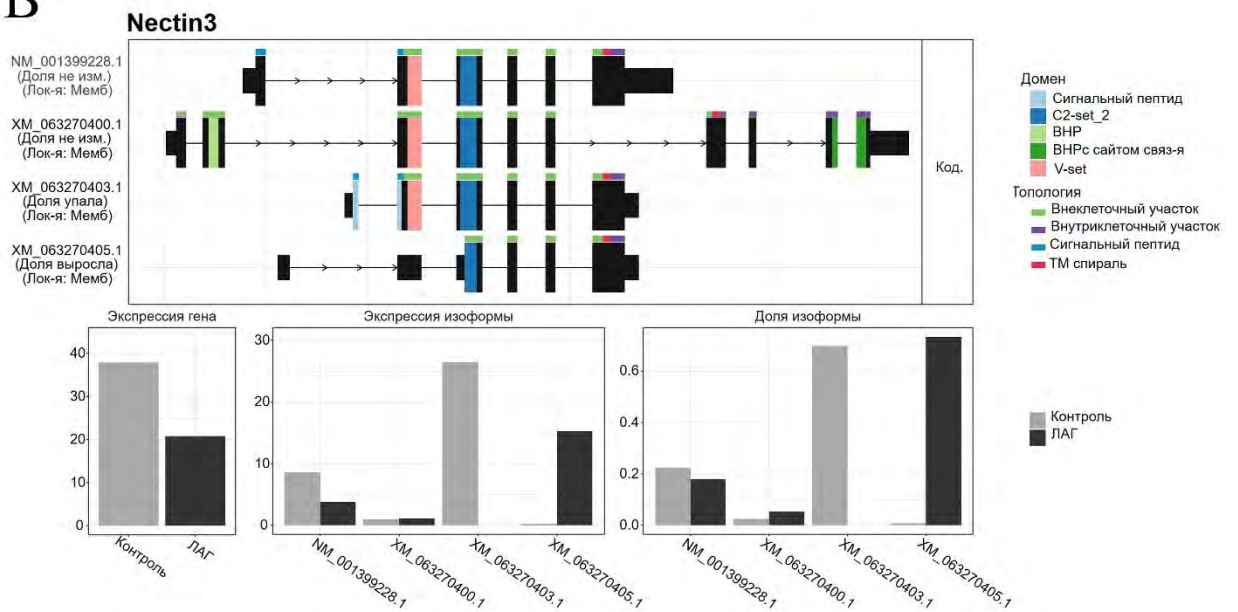 В
Nectin3
NM_001399228.1
(Доля не изм.)
(Лок-я: Мемб)
XM_063270400.1
(Доля не изм.)
(Лок-я: Мемб)
XM_063270403.1
(Доля упала)
(Лок-я: Мемб)
XM_063270405.1
(Доля выросла)
(Лок-я: Мемб)
Код.
Домен
Сигнальный пептид
C2-set_2
ВНР
ВНРс сайтом связ-я
V-set
Топология
Внеклеточный участок
Внутриклеточный участок
Сигнальный пептид
ТМ спираль
Экспрессия гена
40
30
20
10
0
Контроль
ЛАГ
Экспрессия изоформы
30
20
10
0
NM_001399228.1
XM_063270400.1
XM_063270403.1
XM_063270405.1
Доля изоформы
0.6
0.4
0.2
0.0
NM_001399228.1
XM_063270400.1
XM_063270403.1
XM_063270405.1
Контроль
ЛАГ